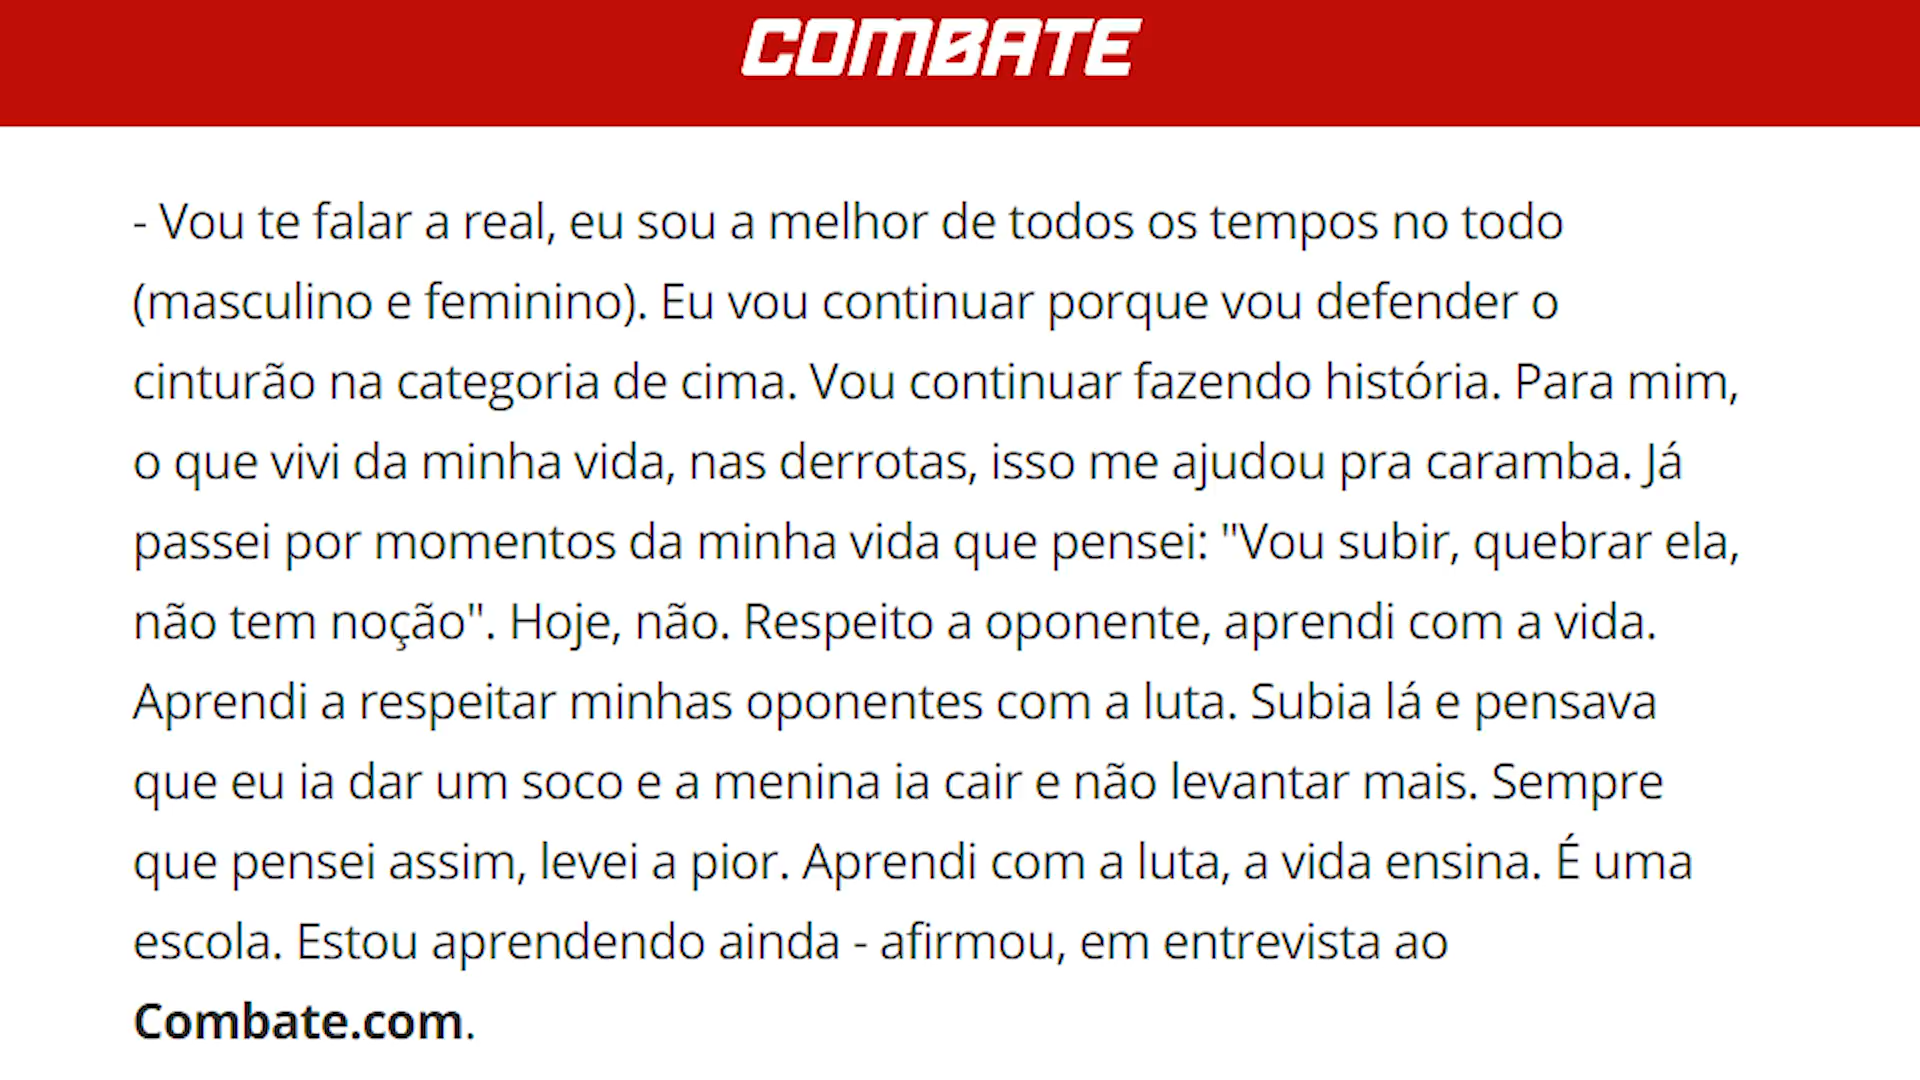 COMBATE
- Vou te falar a real, eu sou a melhor de todos os tempos no todo
(masculino e feminino). Eu vou continuar porque vou defender o
cinturão na categoria de cima. Vou continuar fazendo história. Para mim,
o que vivi da minha vida, nas derrotas, isso me ajudou pra caramba. Já
passei por momentos da minha vida que pensei: "Vou subir, quebrar ela,
não tem noção". Hoje, não. Respeito a oponente, aprendi com a vida.
Aprendi a respeitar minhas oponentes com a luta. Subia lá e pensava
que eu ia dar um soco e a menina ia cair e não levantar mais. Sempre
que pensei assim, levei a pior. Aprendi com a luta, a vida ensina. É uma
escola. Estou aprendendo ainda - afirmou, em entrevista ao
Combate.com.